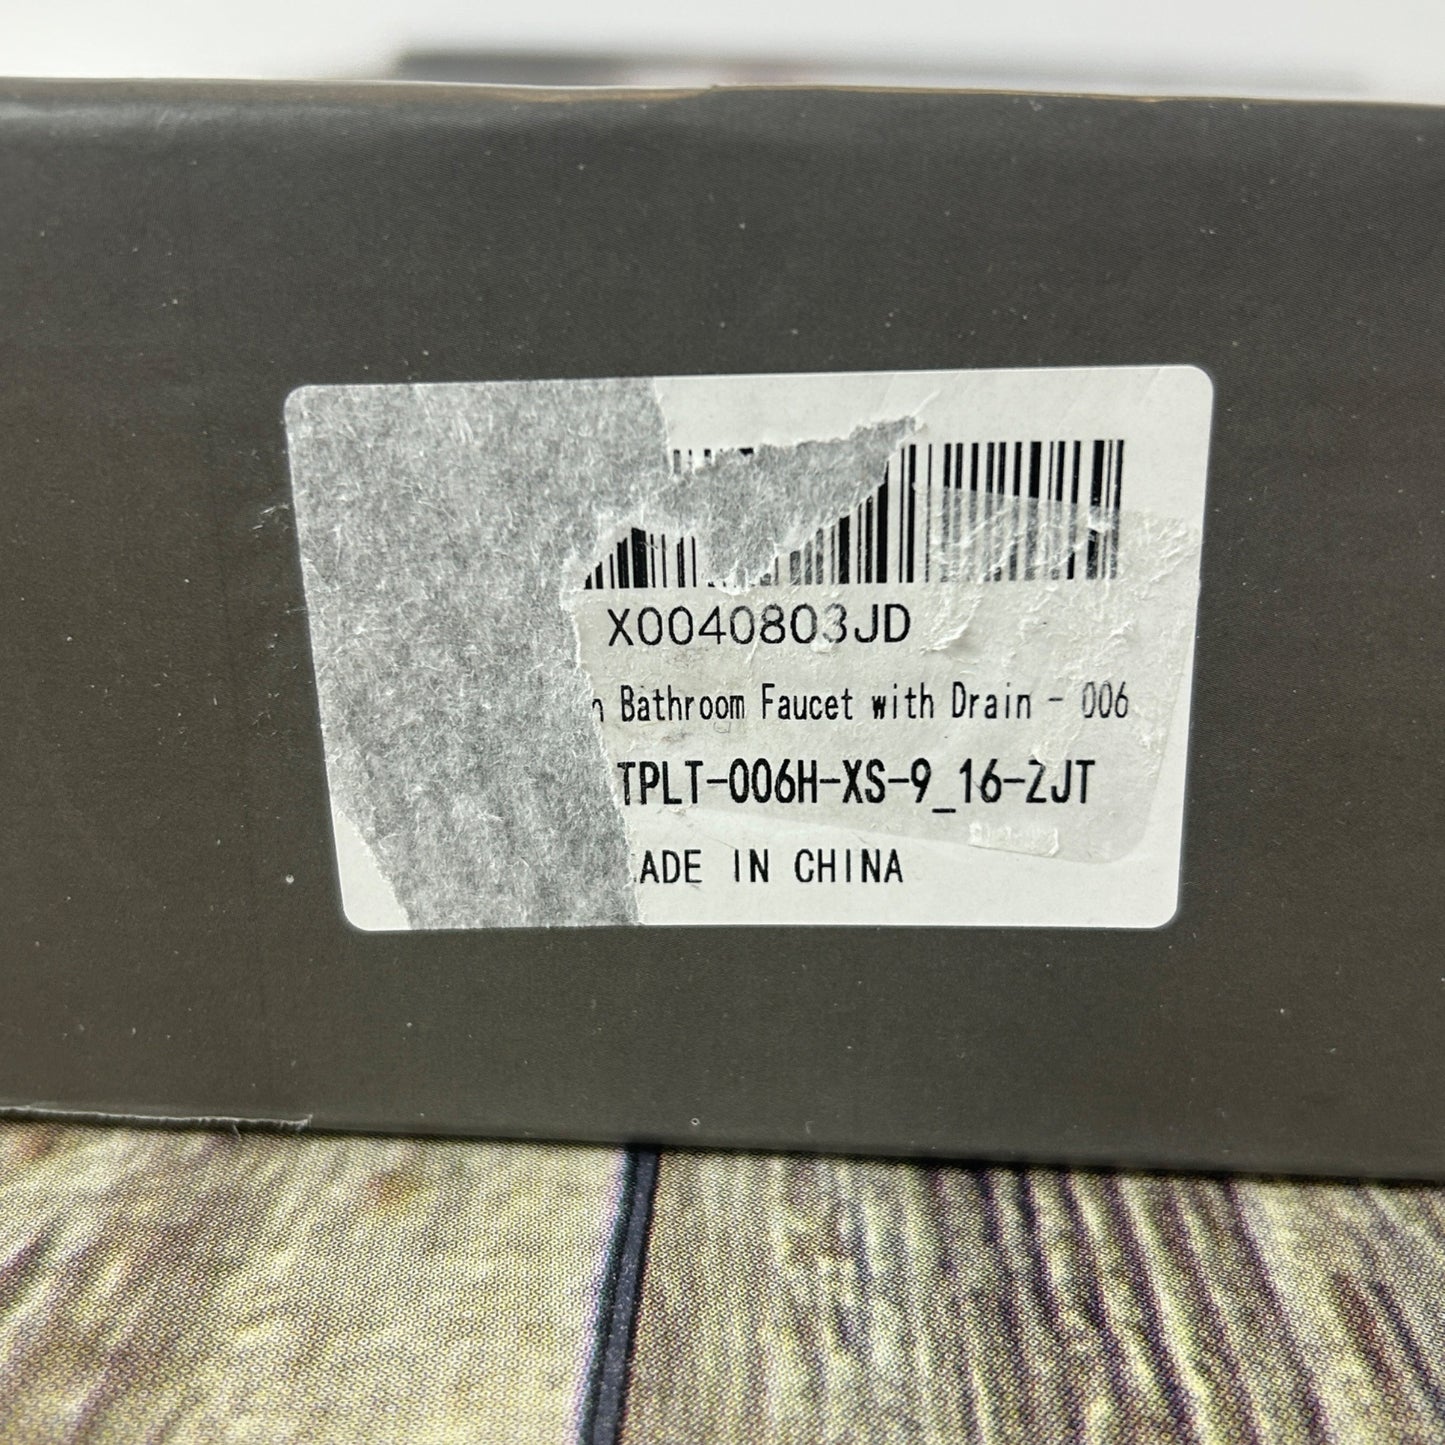 X0040803JD
Bathroom Faucet with Drain - 006
TPLT-006H-XS-9_16-ZJT
ADE IN CHINA